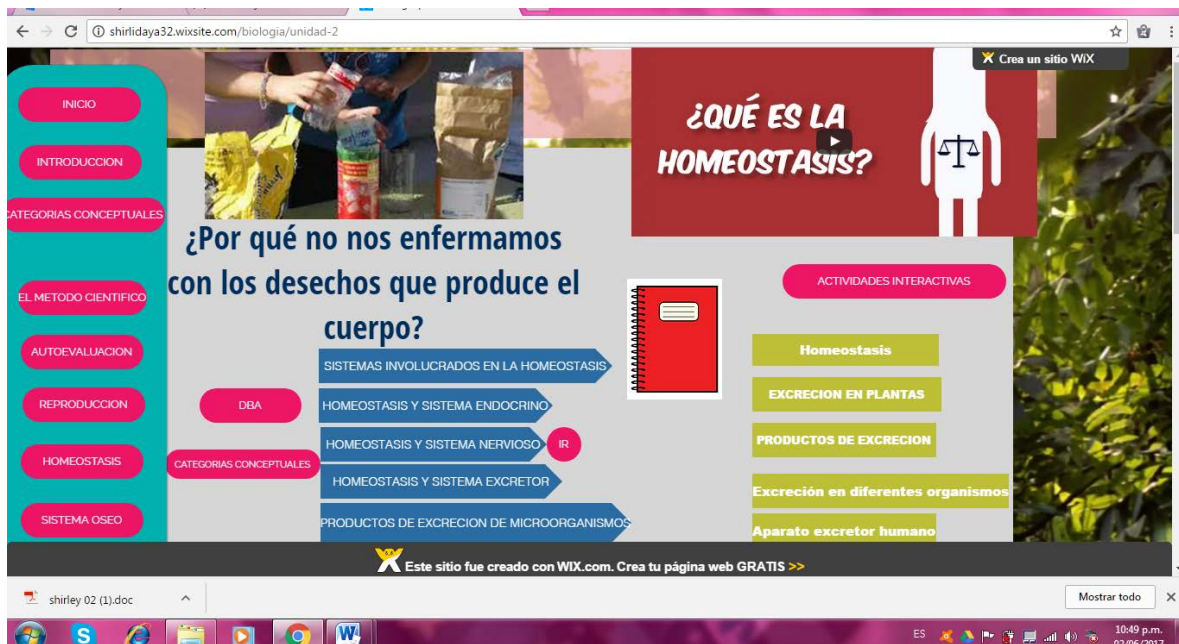 shirlidaya32.wixsite.com/biologia/unidad-2
Crea un sitio WiX
INICIO
INTRODUCCION
CATEGORIAS CONCEPTUALES
EL METODO CIENTIFICO
AUTOEVALUACION
REPRODUCCION
HOMEOSTASIS
SISTEMA OSEO
¿QUÉ ES LA
HOMEOSTASIS?
¿Por qué no nos enfermamos
con los desechos que produce el
cuerpo?
DBA
CATEGORIAS CONCEPTUALES
SISTEMAS INVOLUCRADOS EN LA HOMEOSTASIS
HOMEOSTASIS Y SISTEMA ENDOCRINO
HOMEOSTASIS Y SISTEMA NERVIOSO
IR
HOMEOSTASIS Y SISTEMA EXCRETOR
PRODUCTOS DE EXCRECION DE MICROORGANISMOS
ACTIVIDADES INTERACTIVAS
Homeostasis
EXCRECION EN PLANTAS
PRODUCTOS DE EXCRECION
Excreción en diferentes organismos
Aparato excretor humano
Este sitio fue creado con WIX.com. Crea tu página web GRATIS >>
shirley 02 (1).doc
Mostrar todo
ES
10:49 p.m.
02/06/2017